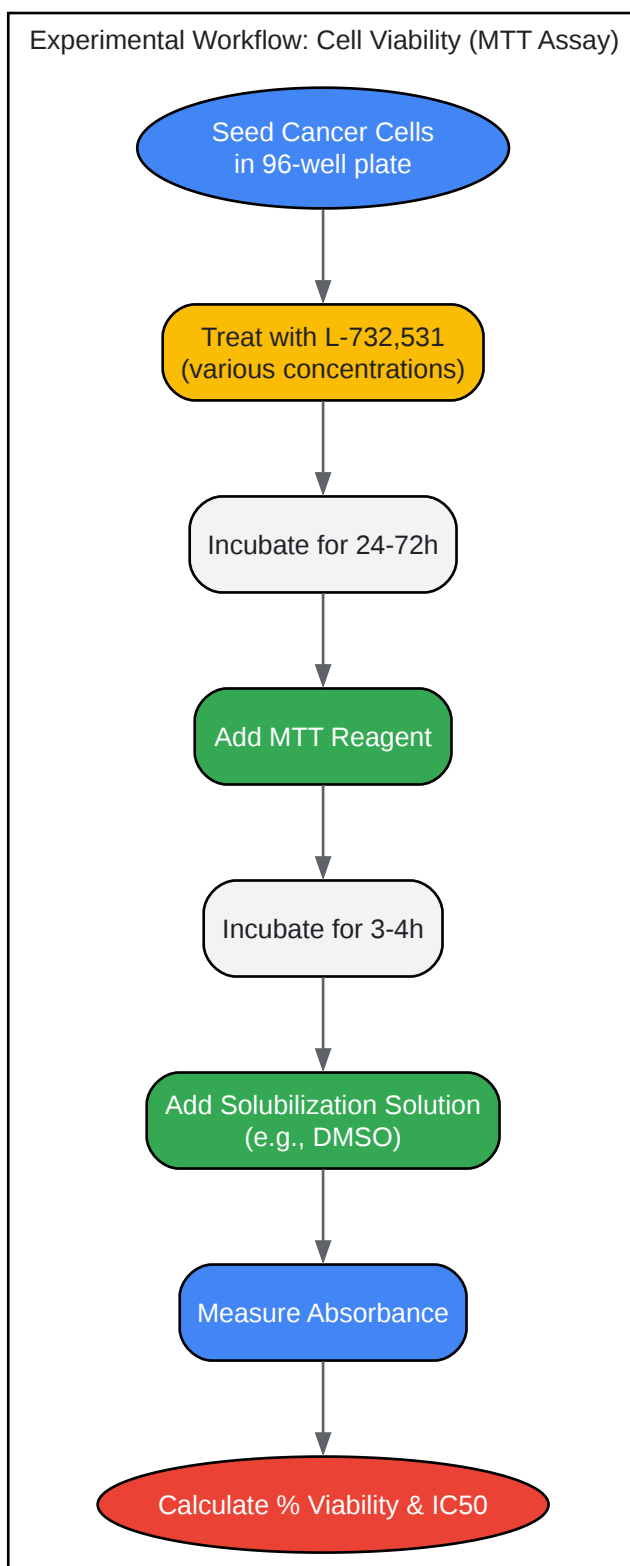 Experimental Workflow: Cell Viability (MTT Assay)
Seed Cancer Cells
in 96-well plate
Treat with L-732,531
(various concentrations)
Incubate for 24-72h
Add MTT Reagent
Incubate for 3-4h
Add Solubilization Solution
(e.g., DMSO)
Measure Absorbance
Calculate % Viability & IC50